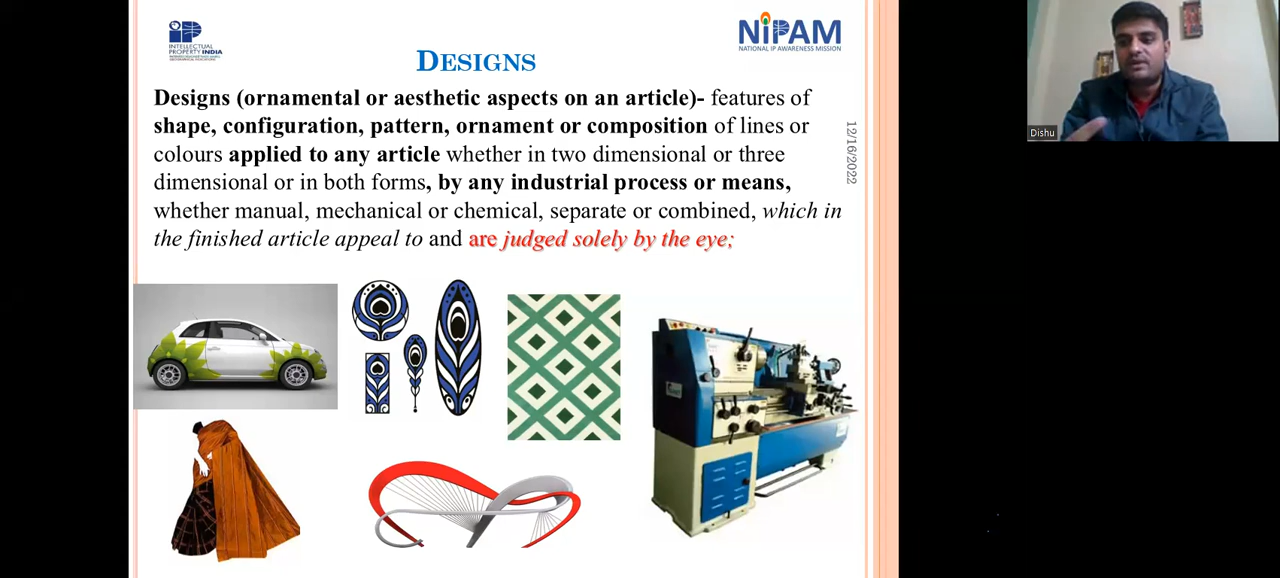 INTELLECTUAL
PROPERTY INDIA
NiPAM
NATIONAL IP AWARENESS MISSION
DESIGNS
Designs (ornamental or aesthetic aspects on an article)- features of
shape, configuration, pattern, ornament or composition of lines or
colours applied to any article whether in two dimensional or three
dimensional or in both forms, by any industrial process or means,
whether manual, mechanical or chemical, separate or combined, which in
the finished article appeal to and are judged solely by the eye;
12/16/2022
Dishu